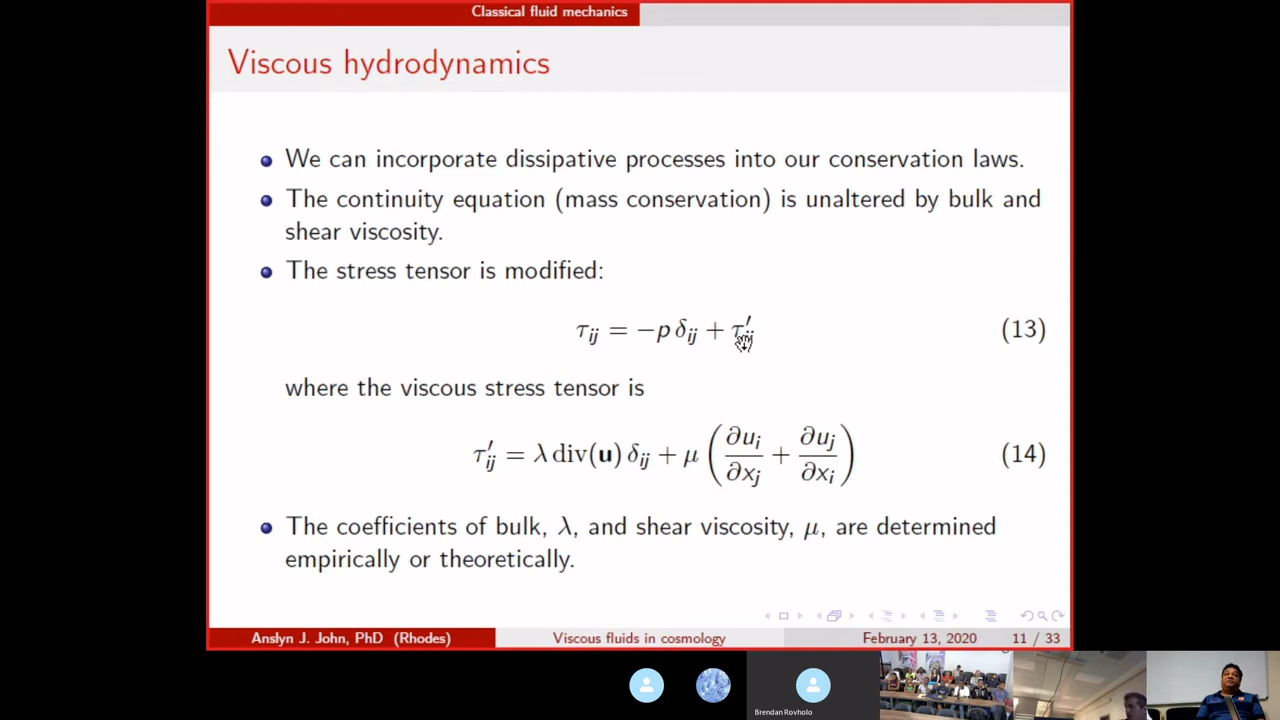 Classical fluid mechanics
Viscous hydrodynamics
We can incorporate dissipative processes into our conservation laws.
The continuity equation (mass conservation) is unaltered by bulk and
shear viscosity.
The stress tensor is modified:
τ_ij = −p δ_ij + τ′_ij (13)
where the viscous stress tensor is
τ′_ij = λ div(u) δ_ij + μ (∂u_i/∂x_j + ∂u_j/∂x_i) (14)
The coefficients of bulk, λ, and shear viscosity, μ, are determined
empirically or theoretically.
Anslyn J. John, PhD (Rhodes) Viscous fluids in cosmology February 13, 2020 11 / 33
Brendan Rovholo